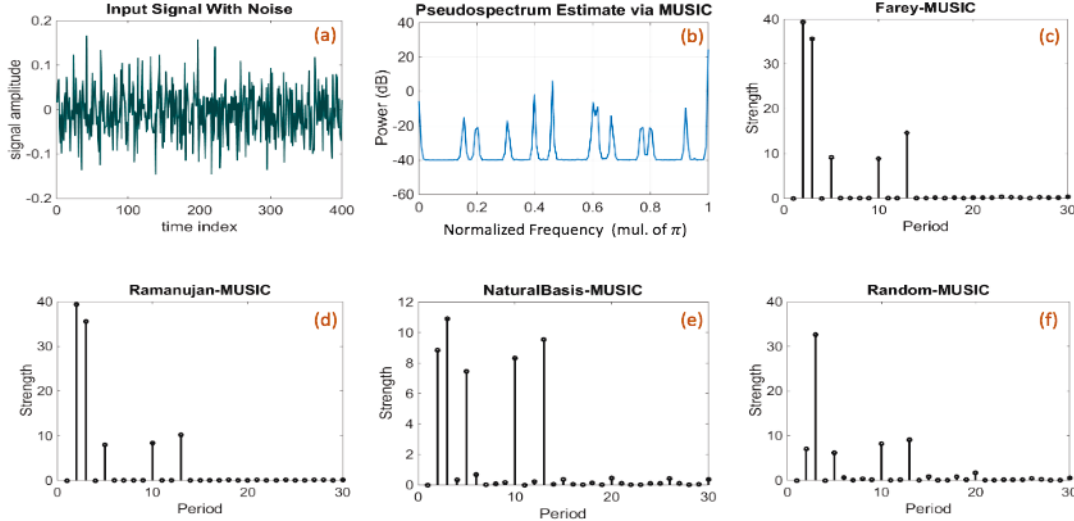 Input Signal With Noise
(a)
signal amplitude
0.2
0.1
0
-0.1
-0.2
0 100 200 300 400
time index
Pseudospectrum Estimate via MUSIC
(b)
Power (dB)
40
20
0
-20
-40
-60
0 0.2 0.4 0.6 0.8 1
Normalized Frequency (mul. of π)
Farey-MUSIC
(c)
Strength
40
30
20
10
0
0 10 20 30
Period
Ramanujan-MUSIC
(d)
Strength
40
30
20
10
0
0 10 20 30
Period
NaturalBasis-MUSIC
(e)
Strength
12
10
8
6
4
2
0
0 10 20 30
Period
Random-MUSIC
(f)
Strength
40
30
20
10
0
0 10 20 30
Period